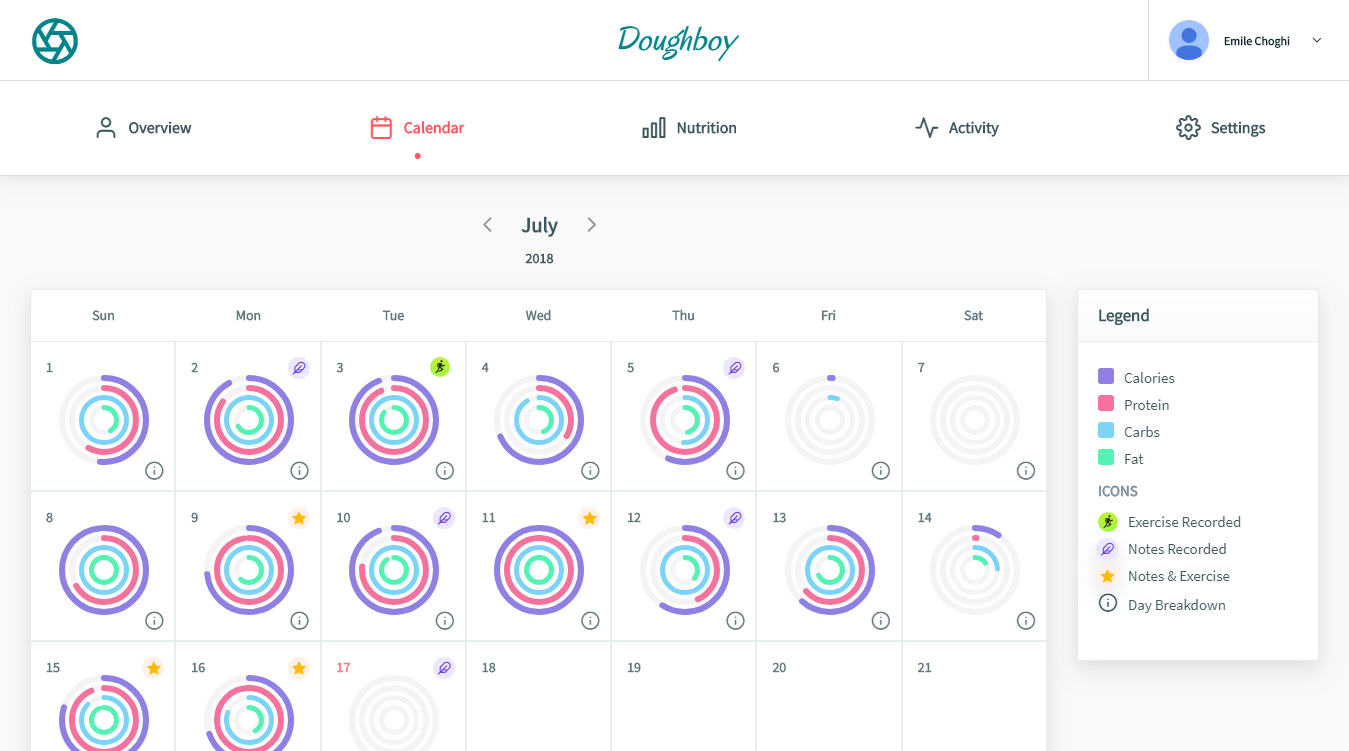 Doughboy
Emile Choghi
Overview Calendar Nutrition Activity Settings
July
2018
Sun Mon Tue Wed Thu Fri Sat
Legend
1 2 3 4 5 6 7
Calories
Protein
Carbs
Fat
ICONS
8 9 10 11 12 13 14
Exercise Recorded
Notes Recorded
Notes & Exercise
Day Breakdown
15 16 17 18 19 20 21